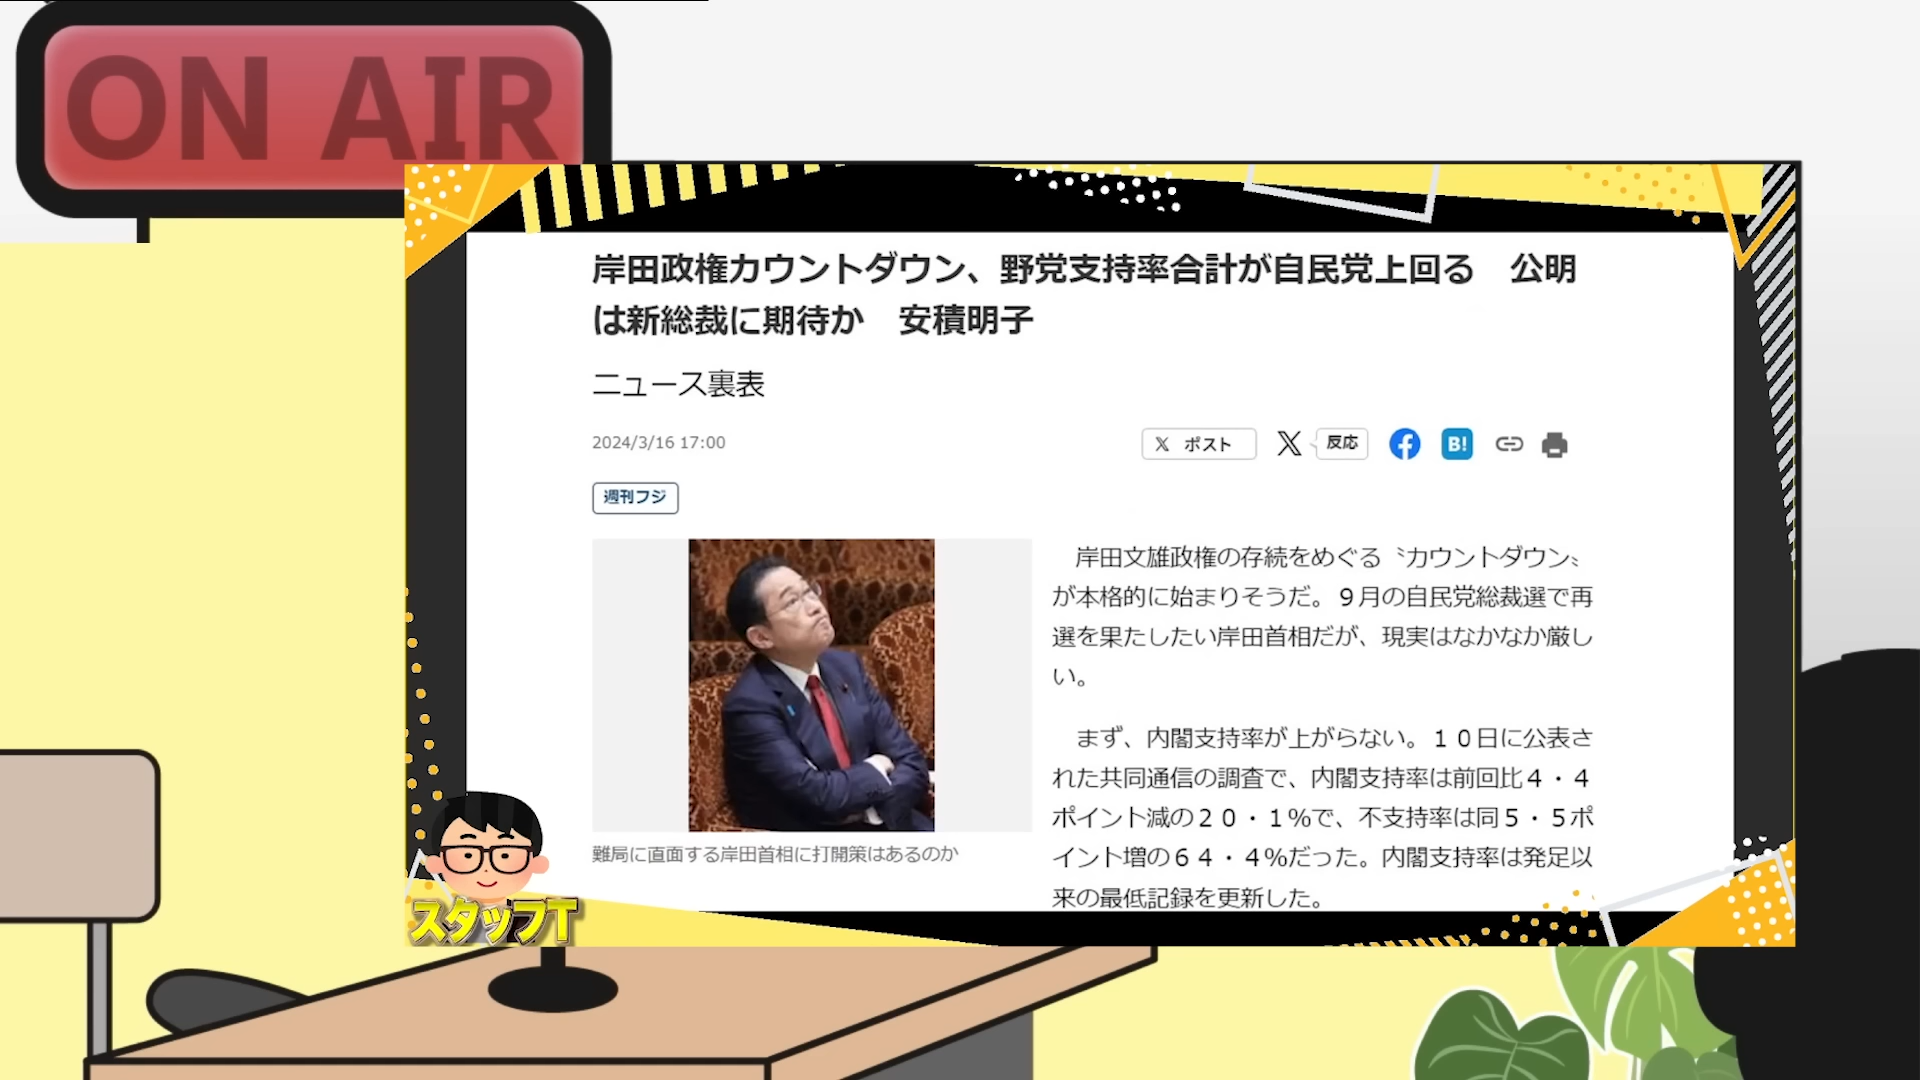 ON AIR
岸田政権カウントダウン、野党支持率合計が自民党上回る　公明
は新総裁に期待か　安積明子
ニュース裏表
2024/3/16 17:00
ポスト
反応
B!
週刊フジ
岸田文雄政権の存続をめぐる〝カウントダウン〟
が本格的に始まりそうだ。９月の自民党総裁選で再
選を果たしたい岸田首相だが、現実はなかなか厳し
い。
まず、内閣支持率が上がらない。１０日に公表さ
れた共同通信の調査で、内閣支持率は前回比４・４
ポイント減の２０・１％で、不支持率は同５・５ポ
イント増の６４・４％だった。内閣支持率は発足以
来の最低記録を更新した。
難局に直面する岸田首相に打開策はあるのか
スタッフT